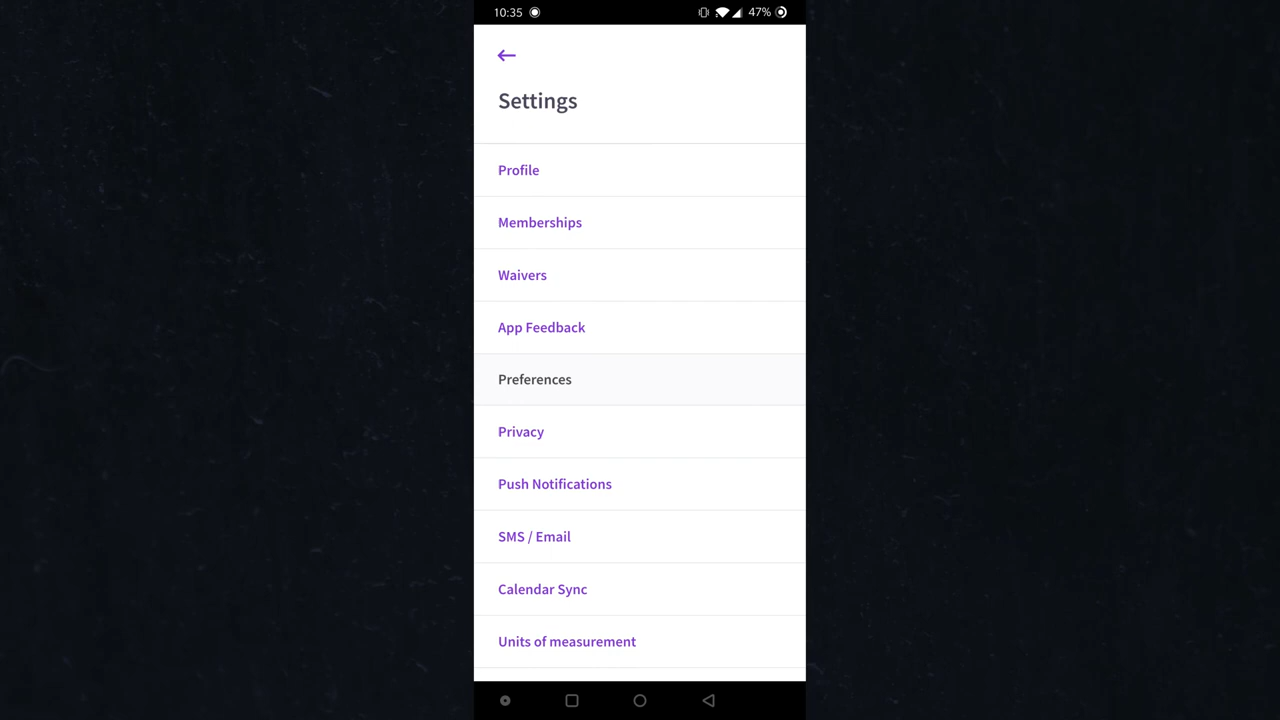 10:35
47%
Settings
Profile
Memberships
Waivers
App Feedback
Preferences
Privacy
Push Notifications
SMS / Email
Calendar Sync
Units of measurement